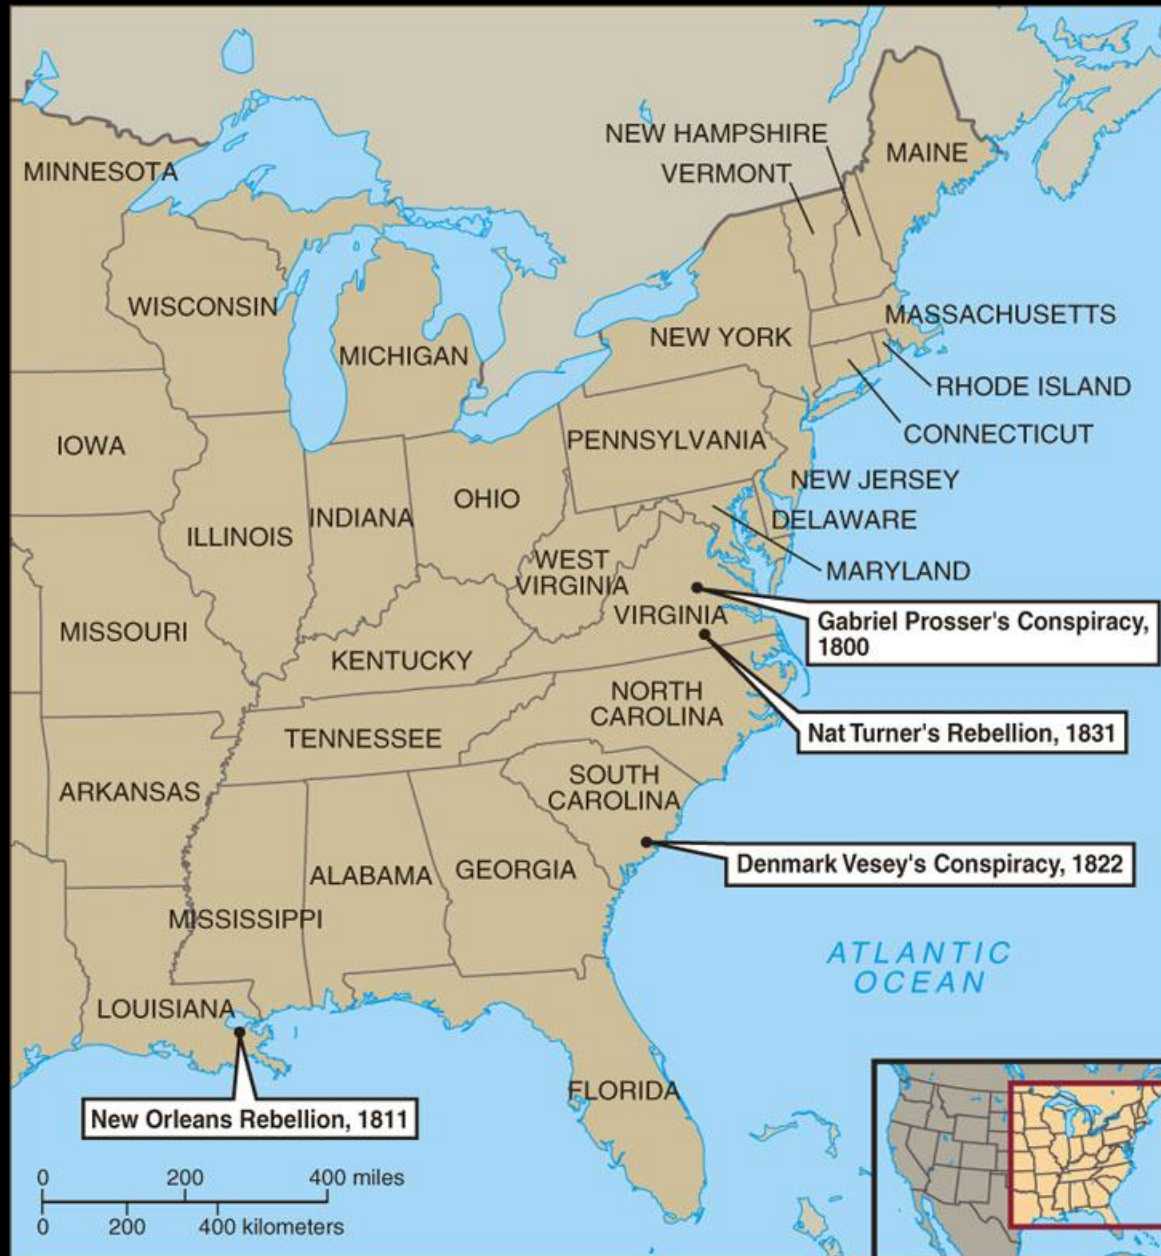 NEW HAMPSHIRE
VERMONT
MAINE
MINNESOTA
WISCONSIN
MICHIGAN
NEW YORK
MASSACHUSETTS
RHODE ISLAND
CONNECTICUT
IOWA
PENNSYLVANIA
NEW JERSEY
OHIO
INDIANA
ILLINOIS
DELAWARE
WEST
VIRGINIA
MARYLAND
VIRGINIA
Gabriel Prosser's Conspiracy,
1800
MISSOURI
KENTUCKY
NORTH
CAROLINA
Nat Turner's Rebellion, 1831
TENNESSEE
SOUTH
CAROLINA
ARKANSAS
Denmark Vesey's Conspiracy, 1822
ALABAMA
GEORGIA
MISSISSIPPI
ATLANTIC
OCEAN
LOUISIANA
FLORIDA
New Orleans Rebellion, 1811
0 200 400 miles
0 200 400 kilometers